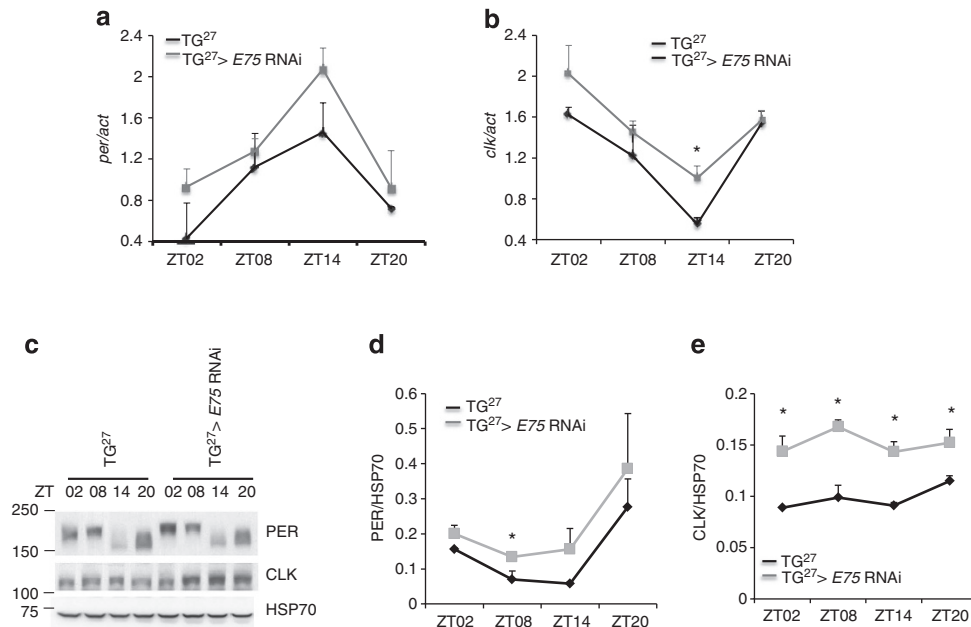 a
TG27
TG27> E75 RNAi
per/act
2.4
2
1.6
1.2
0.8
0.4
ZT02 ZT08 ZT14 ZT20
b
TG27
TG27> E75 RNAi
clk/act
2.4
2
1.6
1.2
0.8
0.4
*
ZT02 ZT08 ZT14 ZT20
c
TG27
TG27> E75 RNAi
ZT 02 08 14 20 02 08 14 20
250
150
100
75
PER
CLK
HSP70
d
TG27
TG27> E75 RNAi
PER/HSP70
0.6
0.5
0.4
0.3
0.2
0.1
0
*
ZT02 ZT08 ZT14 ZT20
e
CLK/HSP70
0.2
0.15
0.1
0.05
0
* * * *
TG27
TG27> E75 RNAi
ZT02 ZT08 ZT14 ZT20